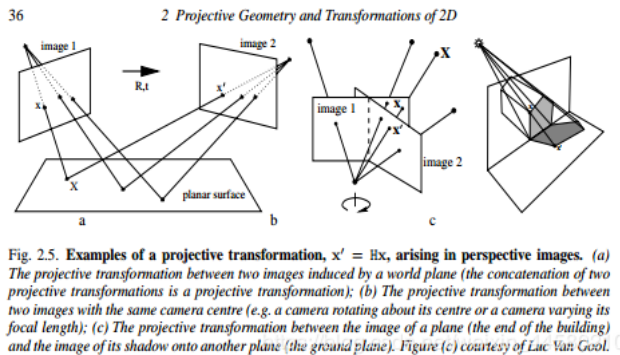 36 2 Projective Geometry and Transformations of 2D
image 1
image 2
R,t
x
x'
X
planar surface
a
b
X
image 1
x
x'
image 2
c
Fig. 2.5. Examples of a projective transformation, x′ = Hx, arising in perspective images. (a)
The projective transformation between two images induced by a world plane (the concatenation of two
projective transformations is a projective transformation); (b) The projective transformation between
two images with the same camera centre (e.g. a camera rotating about its centre or a camera varying its
focal length); (c) The projective transformation between the image of a plane (the end of the building)
and the image of its shadow onto another plane (the ground plane). Figure (c) courtesy of Luc Van Gool.